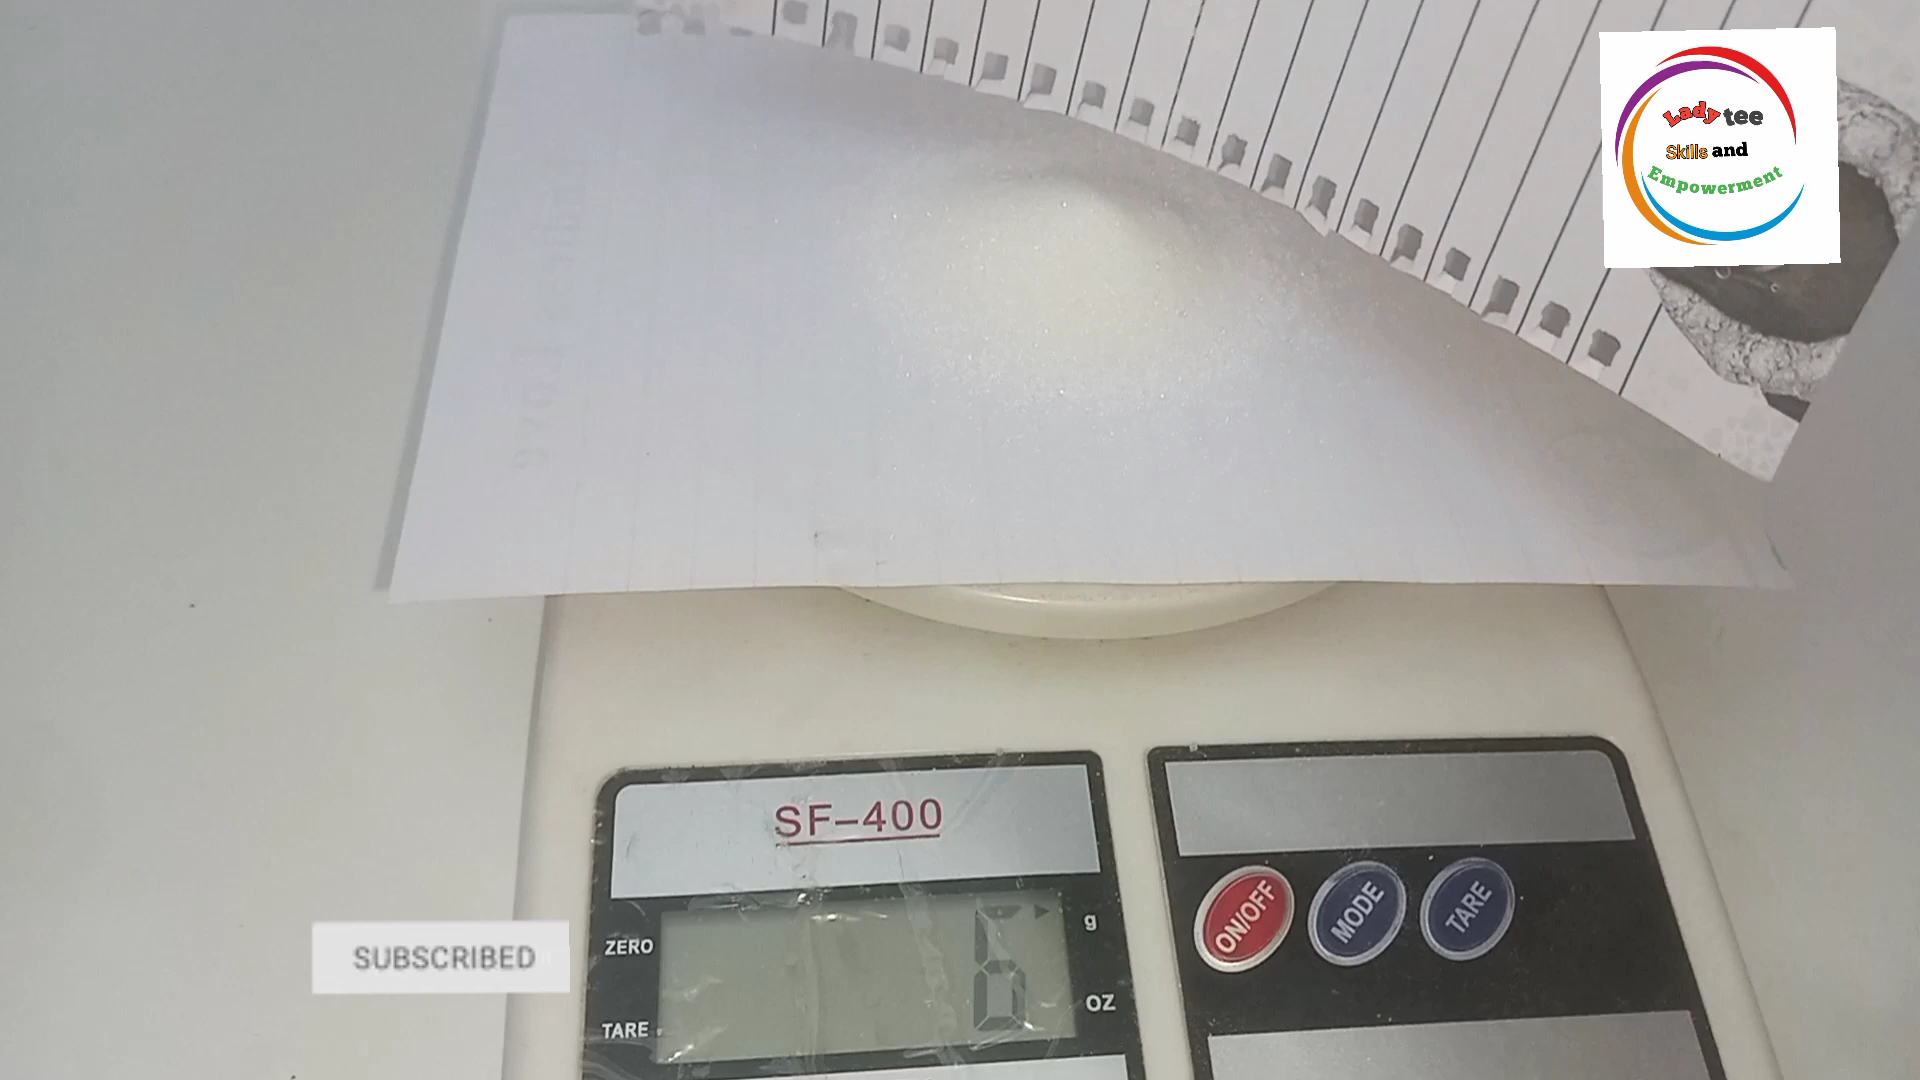 Lady tee
Skills and
Empowerment
SF-400
ZERO
TARE
6
g
OZ
ON/OFF
MODE
TARE
SUBSCRIBED